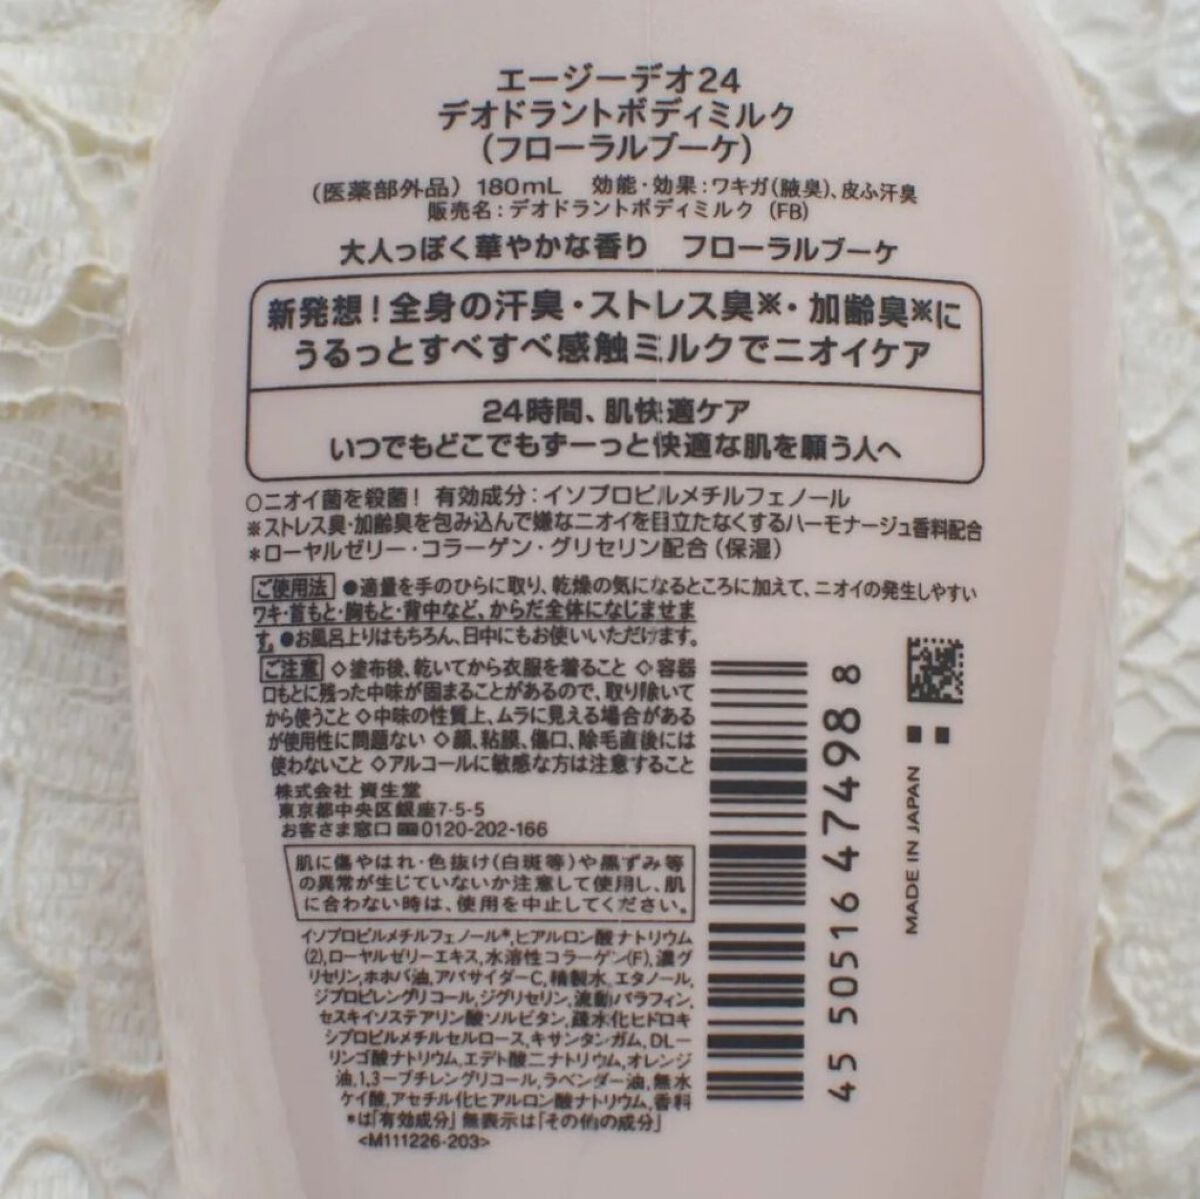 エージーデオ24
デオドラントボディミルク
(フローラルブーケ)
(医薬部外品) 180mL 効能・効果:ワキガ(腋臭)、皮ふ汗臭
販売名:デオドラントボディミルク (FB)
大人っぽく華やかな香り フローラルブーケ
新発想!全身の汗臭・ストレス臭※・加齢臭※に
うるっとすべすべ感触ミルクでニオイケア
24時間、肌快適ケア
いつでもどこでもずーっと快適な肌を願う人へ
○ニオイ菌を殺菌! 有効成分:イソプロピルメチルフェノール
※ストレス臭・加齢臭を包み込んで嫌なニオイを目立たなくするハーモナージュ香料配合
*ローヤルゼリー・コラーゲン・グリセリン配合(保湿)
ご使用法 ●適量を手のひらに取り、乾燥の気になるところに加えて、ニオイの発生しやすい
ワキ・首もと・胸もと・背中など、からだ全体になじませま
す。●お風呂上りはもちろん、日中にもお使いいただけます。
ご注意 ◇塗布後、乾いてから衣服を着ること ◇容器
口もとに残った中味が固まることがあるので、取り除いて
から使うこと ◇中味の性質上、ムラに見える場合がある
が使用性に問題ない ◇顔、粘膜、傷口、除毛直後には
使わないこと ◇アルコールに敏感な方は注意すること
株式会社 資生堂
東京都中央区銀座7-5-5
お客さま窓口 0120-202-166
肌に傷やはれ・色抜け(白斑等)や黒ずみ等
の異常が生じていないか注意して使用し、肌
に合わない時は、使用を中止してください。
イソプロピルメチルフェノール*,ヒアルロン酸ナトリウム
(2),ローヤルゼリーエキス,水溶性コラーゲン(F),濃グ
リセリン,ホホバ油,アパサイダーC,精製水,エタノール,
ジプロピレングリコール,ジグリセリン,流動パラフィン,
セスキイソステアリン酸ソルビタン,疎水化ヒドロキ
シプロピルメチルセルロース,キサンタンガム,DL-
リンゴ酸ナトリウム,エデト酸二ナトリウム,オレンジ
油,1,3-ブチレングリコール,ラベンダー油,無水
ケイ酸,アセチル化ヒアルロン酸ナトリウム,香料
*は「有効成分」無表示は「その他の成分」
<M111226-203>
45 50516 47498 8
MADE IN JAPAN